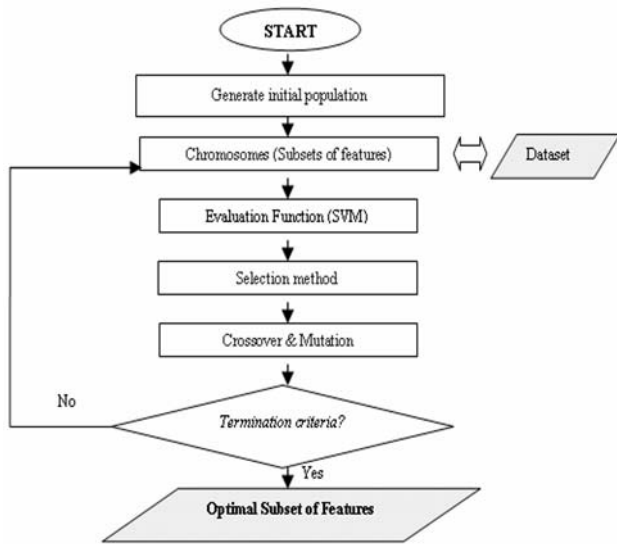 START
Generate initial population
Chromosomes (Subsets of features)
Dataset
Evaluation Function (SVM)
Selection method
Crossover & Mutation
Termination criteria?
No
Yes
Optimal Subset of Features